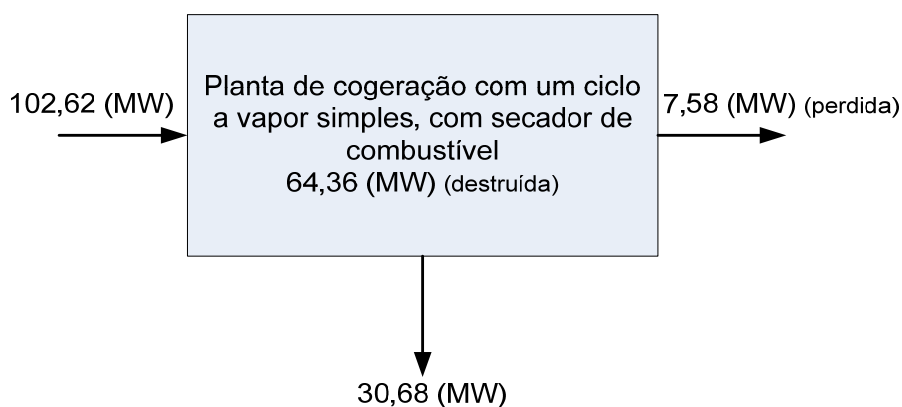 102,62 (MW)
Planta de cogeração com um ciclo
a vapor simples, com secador de
combustível
64,36 (MW) (destruída)
7,58 (MW) (perdida)
30,68 (MW)